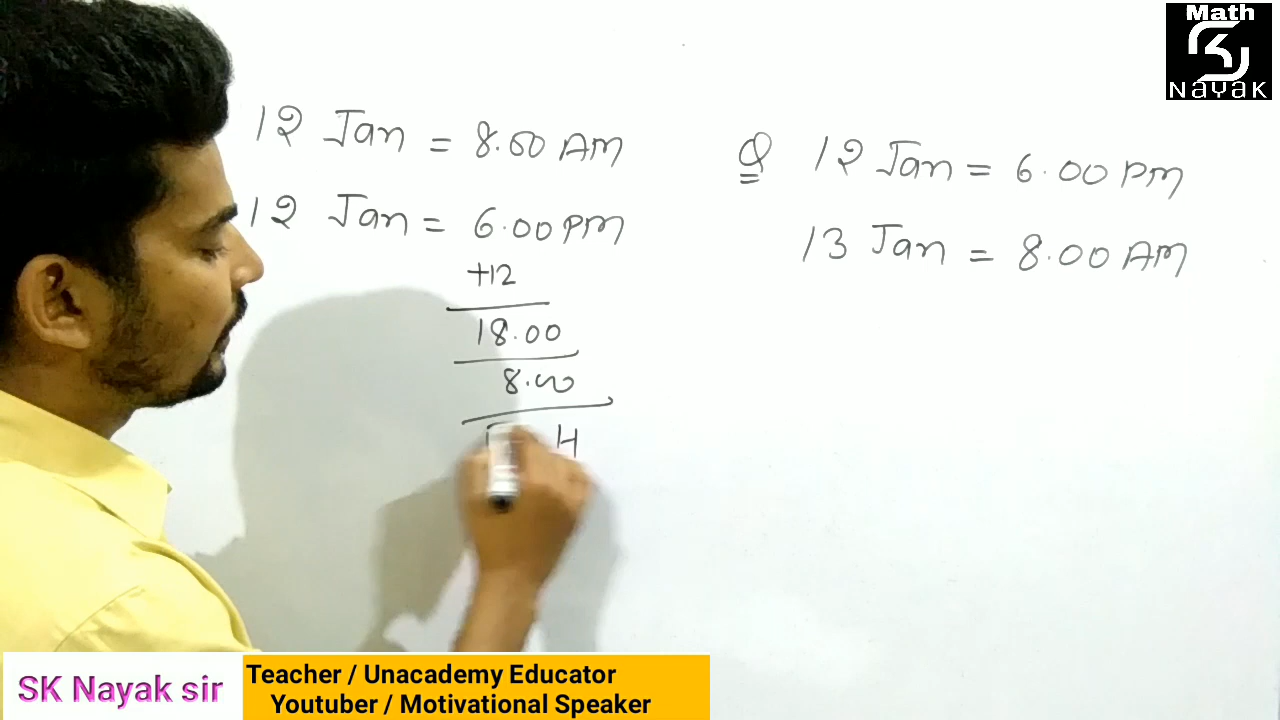 Math
NAYAK
12 Jan = 8.00 AM
12 Jan = 6.00 PM
+12
18.00
8.00
H
Q 12 Jan = 6.00 PM
13 Jan = 8.00 AM
SK Nayak sir
Teacher / Unacademy Educator
Youtuber / Motivational Speaker